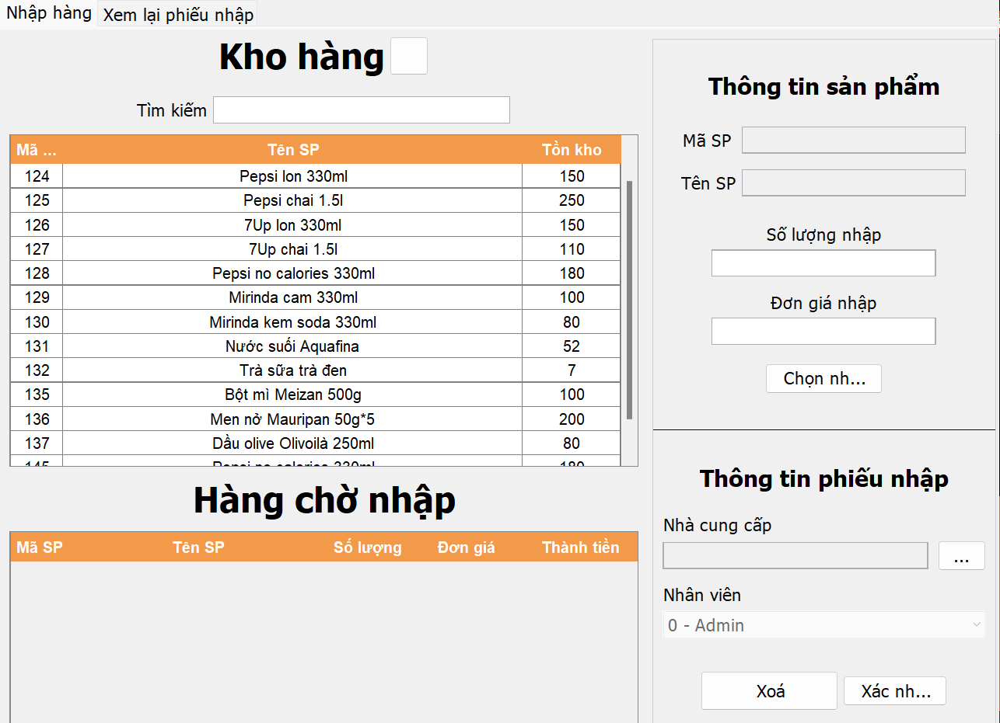 Nhập hàng Xem lại phiếu nhập
Kho hàng
Tìm kiếm
Mã ... Tên SP Tồn kho
124 Pepsi lon 330ml 150
125 Pepsi chai 1.5l 250
126 7Up lon 330ml 150
127 7Up chai 1.5l 110
128 Pepsi no calories 330ml 180
129 Mirinda cam 330ml 100
130 Mirinda kem soda 330ml 80
131 Nước suối Aquafina 52
132 Trà sữa trà đen 7
135 Bột mì Meizan 500g 100
136 Men nở Mauripan 50g*5 200
137 Dầu olive Olivoilà 250ml 80
145 Pepsi no calories 330ml 180
Hàng chờ nhập
Mã SP Tên SP Số lượng Đơn giá Thành tiền
Thông tin sản phẩm
Mã SP
Tên SP
Số lượng nhập
Đơn giá nhập
Chọn nh...
Thông tin phiếu nhập
Nhà cung cấp
...
Nhân viên
0 - Admin
Xoá Xác nh...